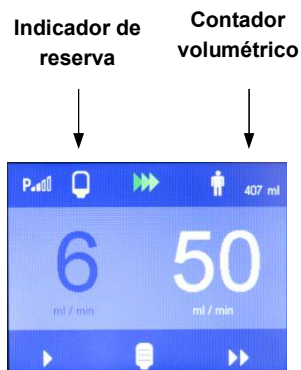 Indicador de
reserva
Contador
volumétrico
P
407 ml
6
50
ml / min
ml / min